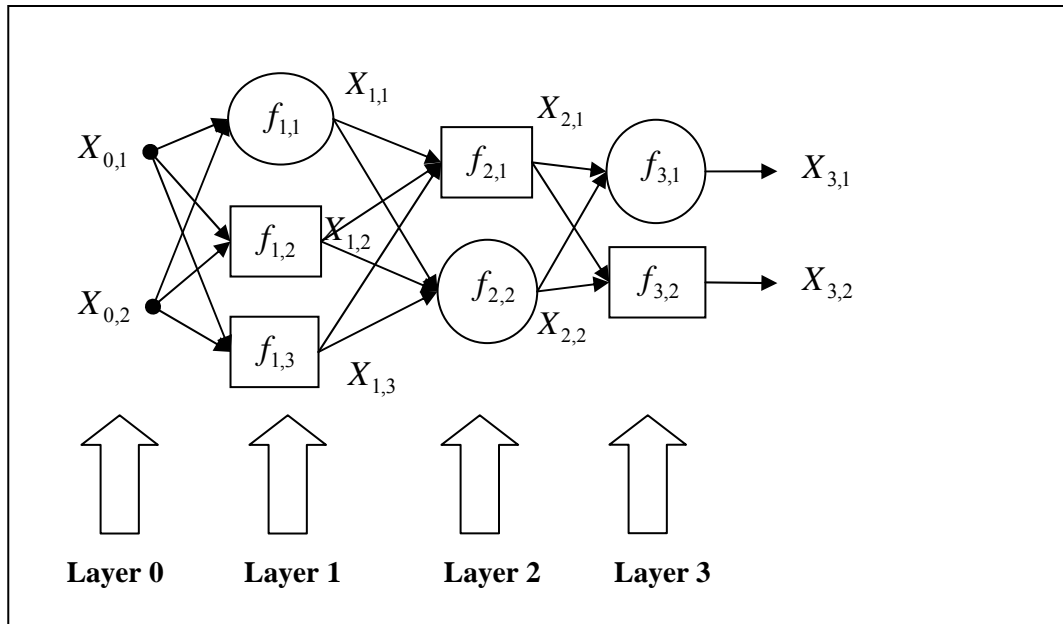 X0,1
X0,2
f1,1
f1,2
f1,3
X1,1
X1,2
X1,3
f2,1
f2,2
X2,1
X2,2
f3,1
f3,2
X3,1
X3,2
Layer 0
Layer 1
Layer 2
Layer 3